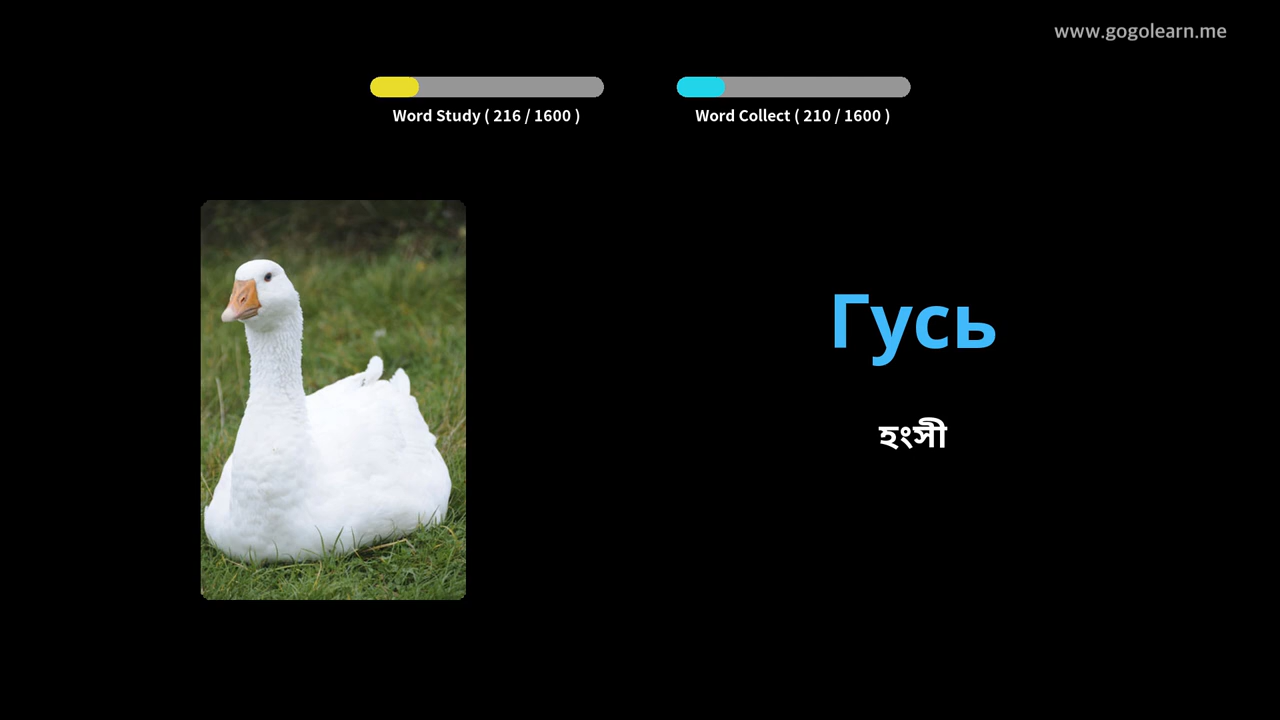 www.gogolearn.me
Word Study ( 216 / 1600 )
Word Collect ( 210 / 1600 )
Гусь
হংসী